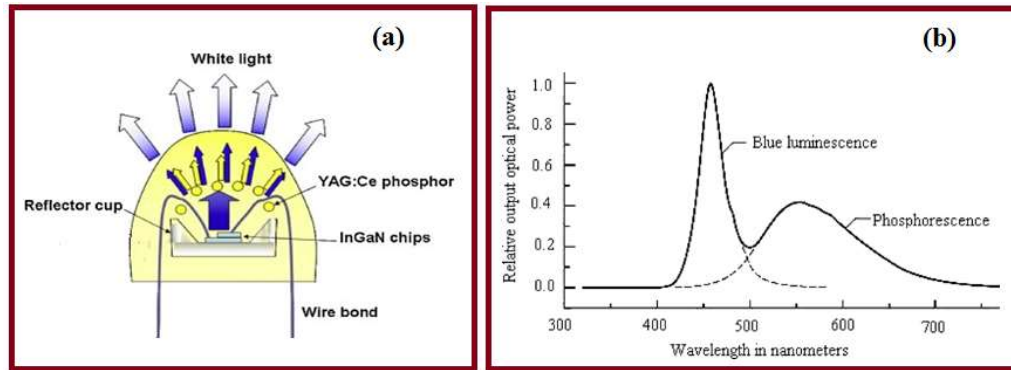 (a)
White light
YAG:Ce phosphor
Reflector cup
InGaN chips
Wire bond
(b)
Relative output optical power
1.0
0.8
0.6
0.4
0.2
0.0
Blue luminescence
Phosphorescence
300 400 500 600 700
Wavelength in nanometers